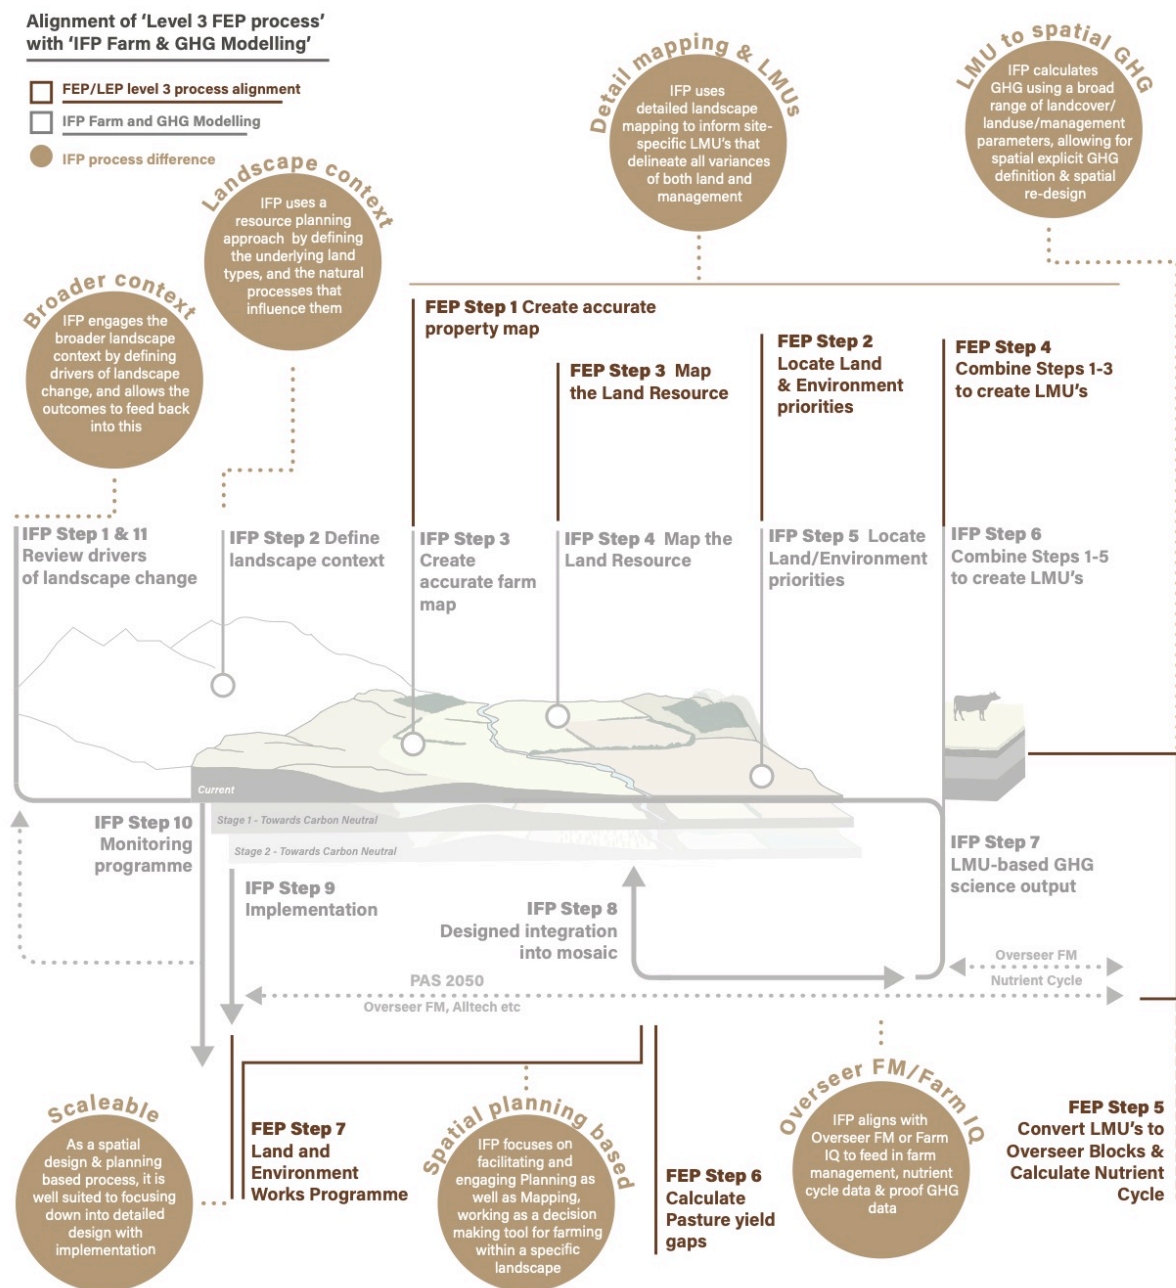 Alignment of ‘Level 3 FEP process’
with ‘IFP Farm & GHG Modelling’
FEP/LEP level 3 process alignment
IFP Farm and GHG Modelling
IFP process difference
Broader context
IFP engages the
broader landscape
context by defining
drivers of landscape
change, and allows the
outcomes to feed back
into this
Landscape context
IFP uses a
resource planning
approach by defining
the underlying land
types, and the natural
processes that
influence them
Detail mapping & LMUs
IFP uses
detailed landscape
mapping to inform site-
specific LMU's that
delineate all variances
of both land and
management
LMU to spatial GHG
IFP calculates
GHG using a broad
range of landcover/
landuse/management
parameters, allowing for
spatial explicit GHG
definition & spatial
re-design
FEP Step 1 Create accurate
property map
FEP Step 3 Map
the Land Resource
FEP Step 2
Locate Land
& Environment
priorities
FEP Step 4
Combine Steps 1-3
to create LMU's
IFP Step 1 & 11
Review drivers
of landscape change
IFP Step 2 Define
landscape context
IFP Step 3
Create
accurate farm
map
IFP Step 4 Map the
Land Resource
IFP Step 5 Locate
Land/Environment
priorities
IFP Step 6
Combine Steps 1-5
to create LMU's
Current
Stage 1 - Towards Carbon Neutral
Stage 2 - Towards Carbon Neutral
IFP Step 10
Monitoring
programme
IFP Step 9
Implementation
IFP Step 8
Designed integration
into mosaic
IFP Step 7
LMU-based GHG
science output
Overseer FM
Nutrient Cycle
PAS 2050
Overseer FM, Alltech etc
Scaleable
As a spatial
design & planning
based process, it is
well suited to focusing
down into detailed
design with
implementation
FEP Step 7
Land and
Environment
Works Programme
Spatial planning based
IFP focuses on
facilitating and
engaging Planning as
well as Mapping,
working as a decision
making tool for farming
within a specific
landscape
FEP Step 6
Calculate
Pasture yield
gaps
Overseer FM/Farm IQ
IFP aligns with
Overseer FM or Farm
IQ to feed in farm
management, nutrient
cycle data & proof GHG
data
FEP Step 5
Convert LMU's to
Overseer Blocks &
Calculate Nutrient
Cycle